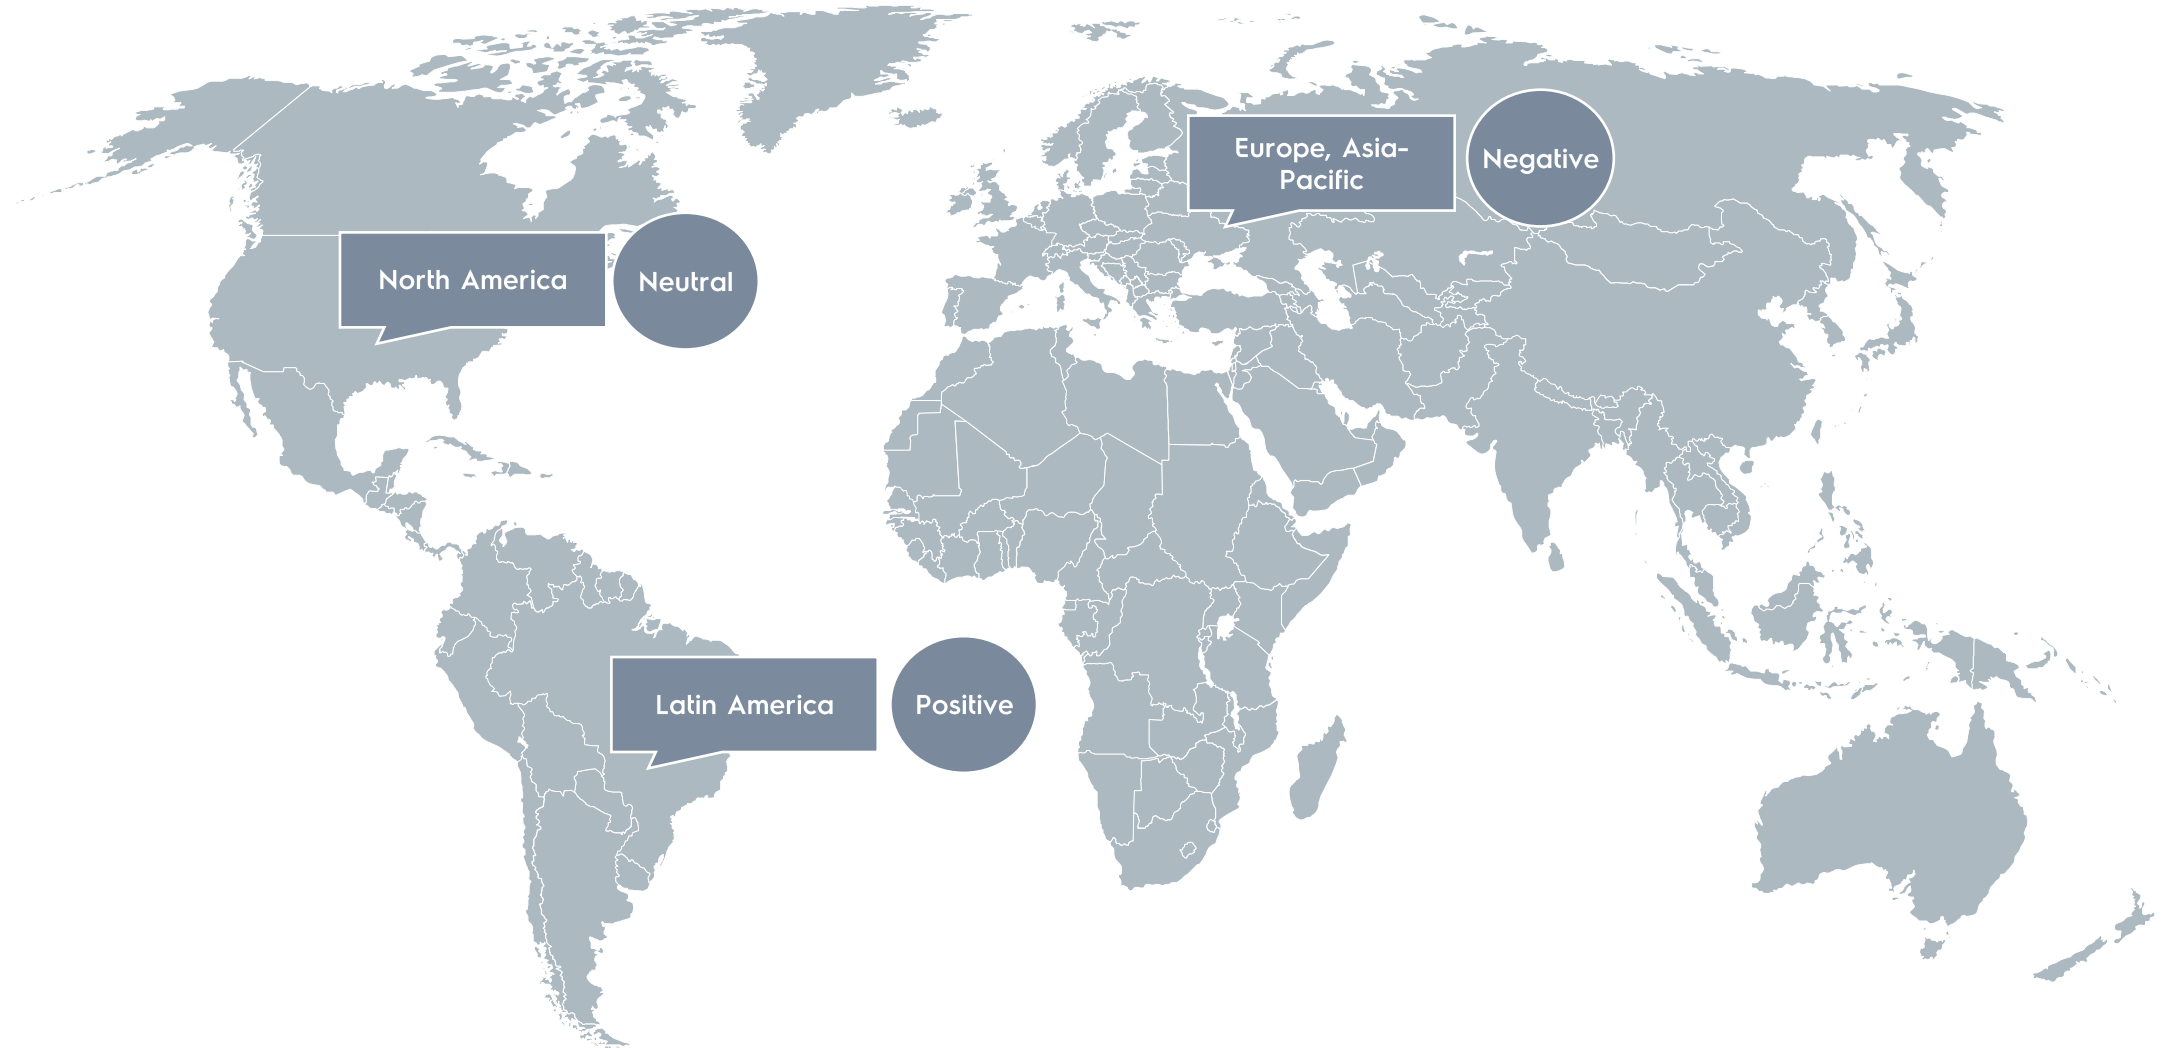 Europe, Asia-
Pacific
Negative
North America
Neutral
Latin America
Positive